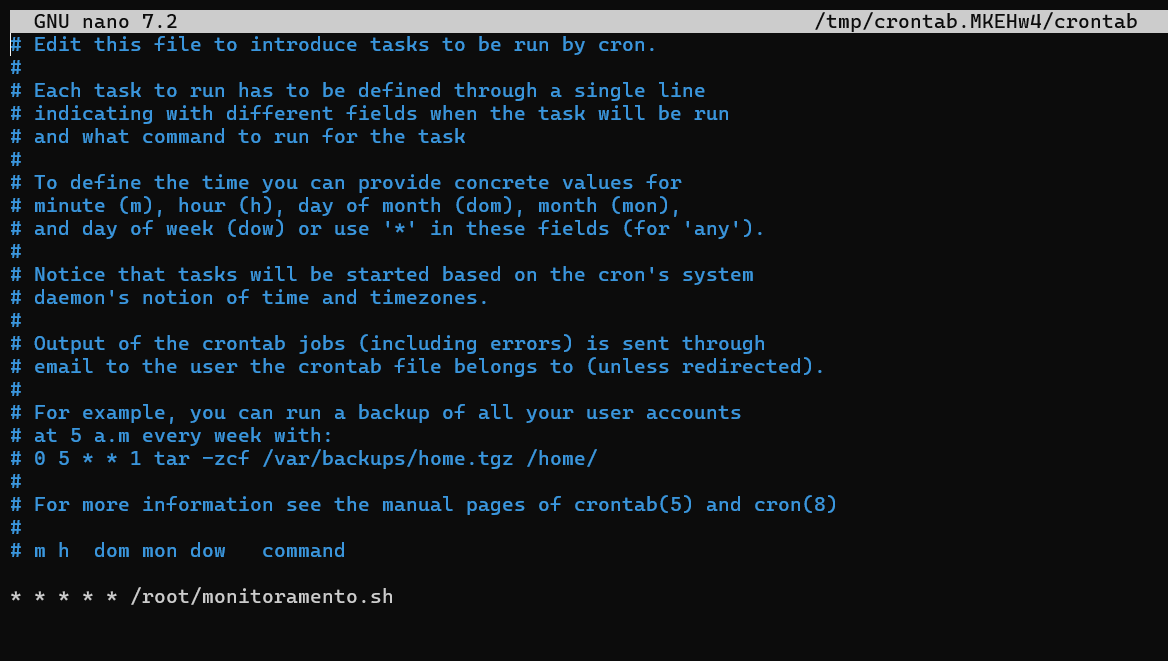 GNU nano 7.2 /tmp/crontab.MKEHw4/crontab
# Edit this file to introduce tasks to be run by cron.
#
# Each task to run has to be defined through a single line
# indicating with different fields when the task will be run
# and what command to run for the task
#
# To define the time you can provide concrete values for
# minute (m), hour (h), day of month (dom), month (mon),
# and day of week (dow) or use '*' in these fields (for 'any').
#
# Notice that tasks will be started based on the cron's system
# daemon's notion of time and timezones.
#
# Output of the crontab jobs (including errors) is sent through
# email to the user the crontab file belongs to (unless redirected).
#
# For example, you can run a backup of all your user accounts
# at 5 a.m every week with:
# 0 5 * * 1 tar -zcf /var/backups/home.tgz /home/
#
# For more information see the manual pages of crontab(5) and cron(8)
#
# m h  dom mon dow   command
* * * * * /root/monitoramento.sh